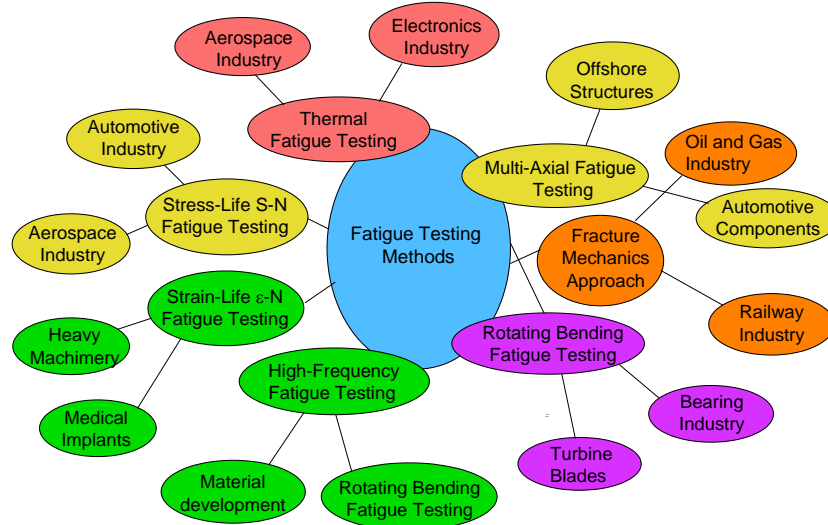 Aerospace
Industry
Electronics
Industry
Thermal
Fatigue Testing
Offshore
Structures
Automotive
Industry
Multi-Axial Fatigue
Testing
Oil and Gas
Industry
Stress-Life S-N
Fatigue Testing
Automotive
Components
Aerospace
Industry
Fatigue Testing
Methods
Fracture
Mechanics
Approach
Strain-Life ε-N
Fatigue Testing
Railway
Industry
Heavy
Machimery
Rotating Bending
Fatigue Testing
High-Frequency
Fatigue Testing
Medical
Implants
Bearing
Industry
=
Turbine
Blades
Material
development
Rotating Bending
Fatigue Testing